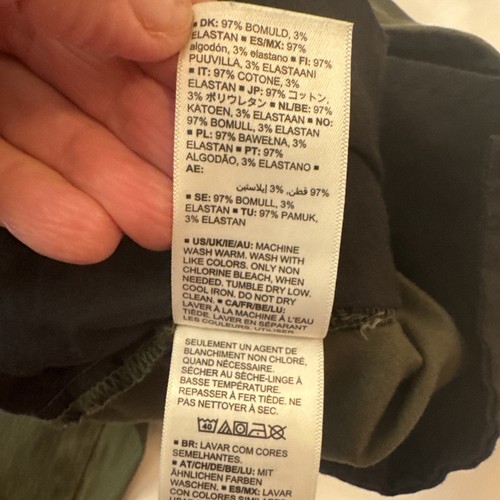 ▪ DK: 97% BOMULD, 3%
ELASTAN ▪ ES/MX: 97%
algodón, 3% elastano ▪ FI: 97%
PUUVILLA, 3% ELASTAANI
▪ IT: 97% COTONE, 3%
ELASTAN ▪ JP: 97% コットン,
3% ポリウレタン ▪ NL/BE: 97%
KATOEN, 3% ELASTAAN ▪ NO:
97% BOMULL, 3% ELASTAN
▪ PL: 97% BAWEŁNA, 3%
ELASTAN ▪ PT: 97%
ALGODÃO, 3% ELASTANO ▪
AE:
97% قطن, 3% إيلاستين
▪ SE: 97% BOMULL, 3%
ELASTAN ▪ TU: 97% PAMUK,
3% ELASTAN
▪ US/UK/IE/AU: MACHINE
WASH WARM. WASH WITH
LIKE COLORS. ONLY NON
CHLORINE BLEACH, WHEN
NEEDED. TUMBLE DRY LOW.
COOL IRON. DO NOT DRY
CLEAN. ▪ CA/FR/BE/LU:
LAVER À LA MACHINE À L'EAU
TIÈDE. LAVER EN SÉPARANT
LES COULEURS. UTILISER
SEULEMENT UN AGENT DE
BLANCHIMENT NON CHLORÉ,
QUAND NÉCESSAIRE.
SÉCHER AU SÈCHE-LINGE À
BASSE TEMPÉRATURE.
REPASSER À FER TIÈDE. NE
PAS NETTOYER À SEC.
40
▪ BR: LAVAR COM CORES
SEMELHANTES.
▪ AT/CH/DE/BE/LU: MIT
ÄHNLICHEN FARBEN
WASCHEN. ▪ ES/MX: LAVAR